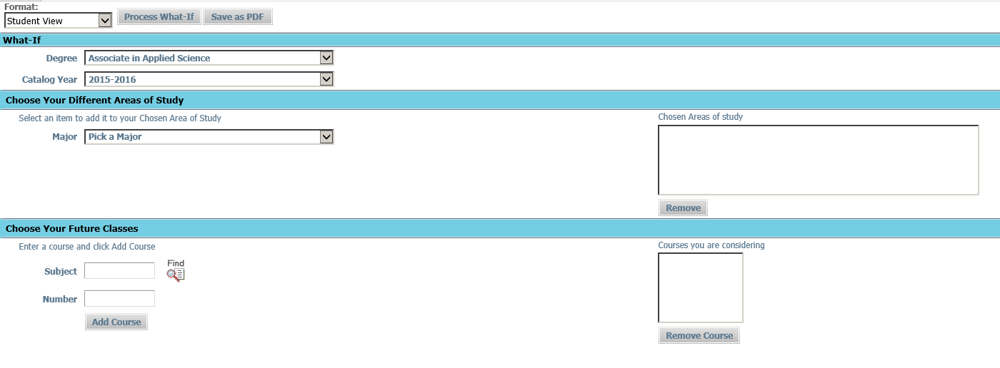 Format:
Student View Process What-If Save as PDF
What-If
Degree Associate in Applied Science
Catalog Year 2015-2016
Choose Your Different Areas of Study
Select an item to add it to your Chosen Area of Study Chosen Areas of study
Major Pick a Major
Remove
Choose Your Future Classes
Enter a course and click Add Course Courses you are considering
Find
Subject
Number
Add Course
Remove Course